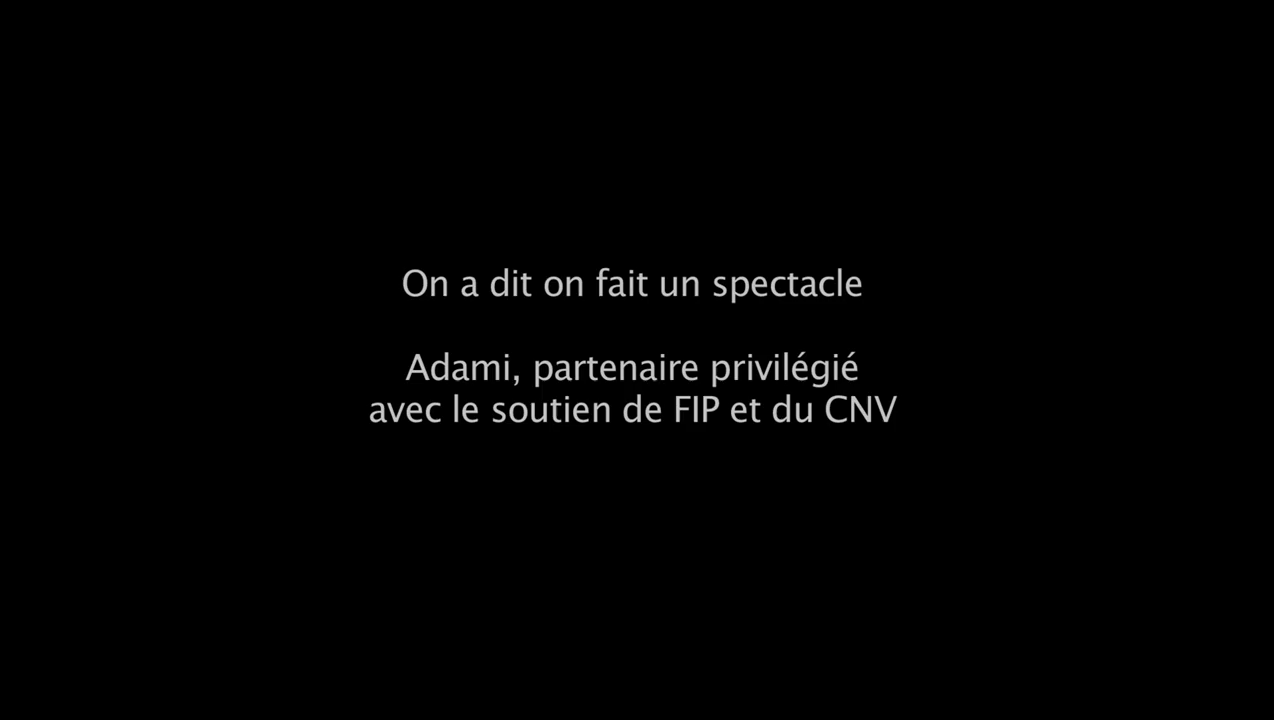 On a dit on fait un spectacle
Adami, partenaire privilégié
avec le soutien de FIP et du CNV